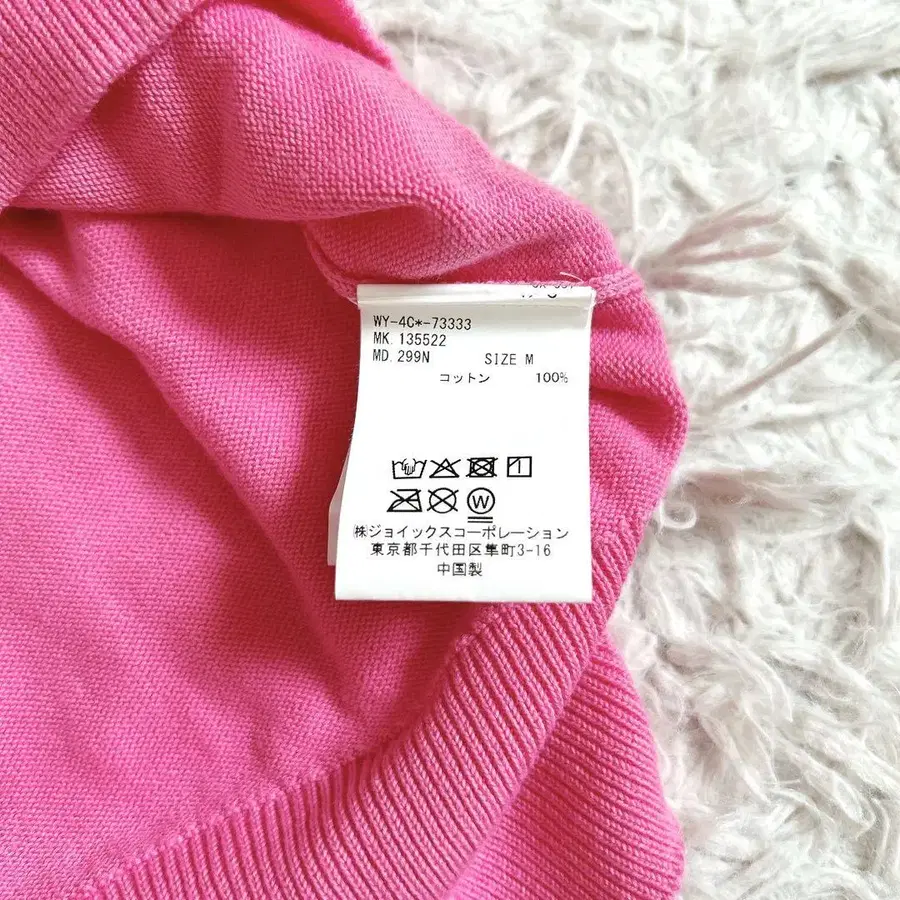 WY-4C*-73333
MK. 135522
MD. 299N SIZE M
コットン 100%
W
㈱ジョイックスコーポレーション
東京都千代田区隼町3-16
中国製